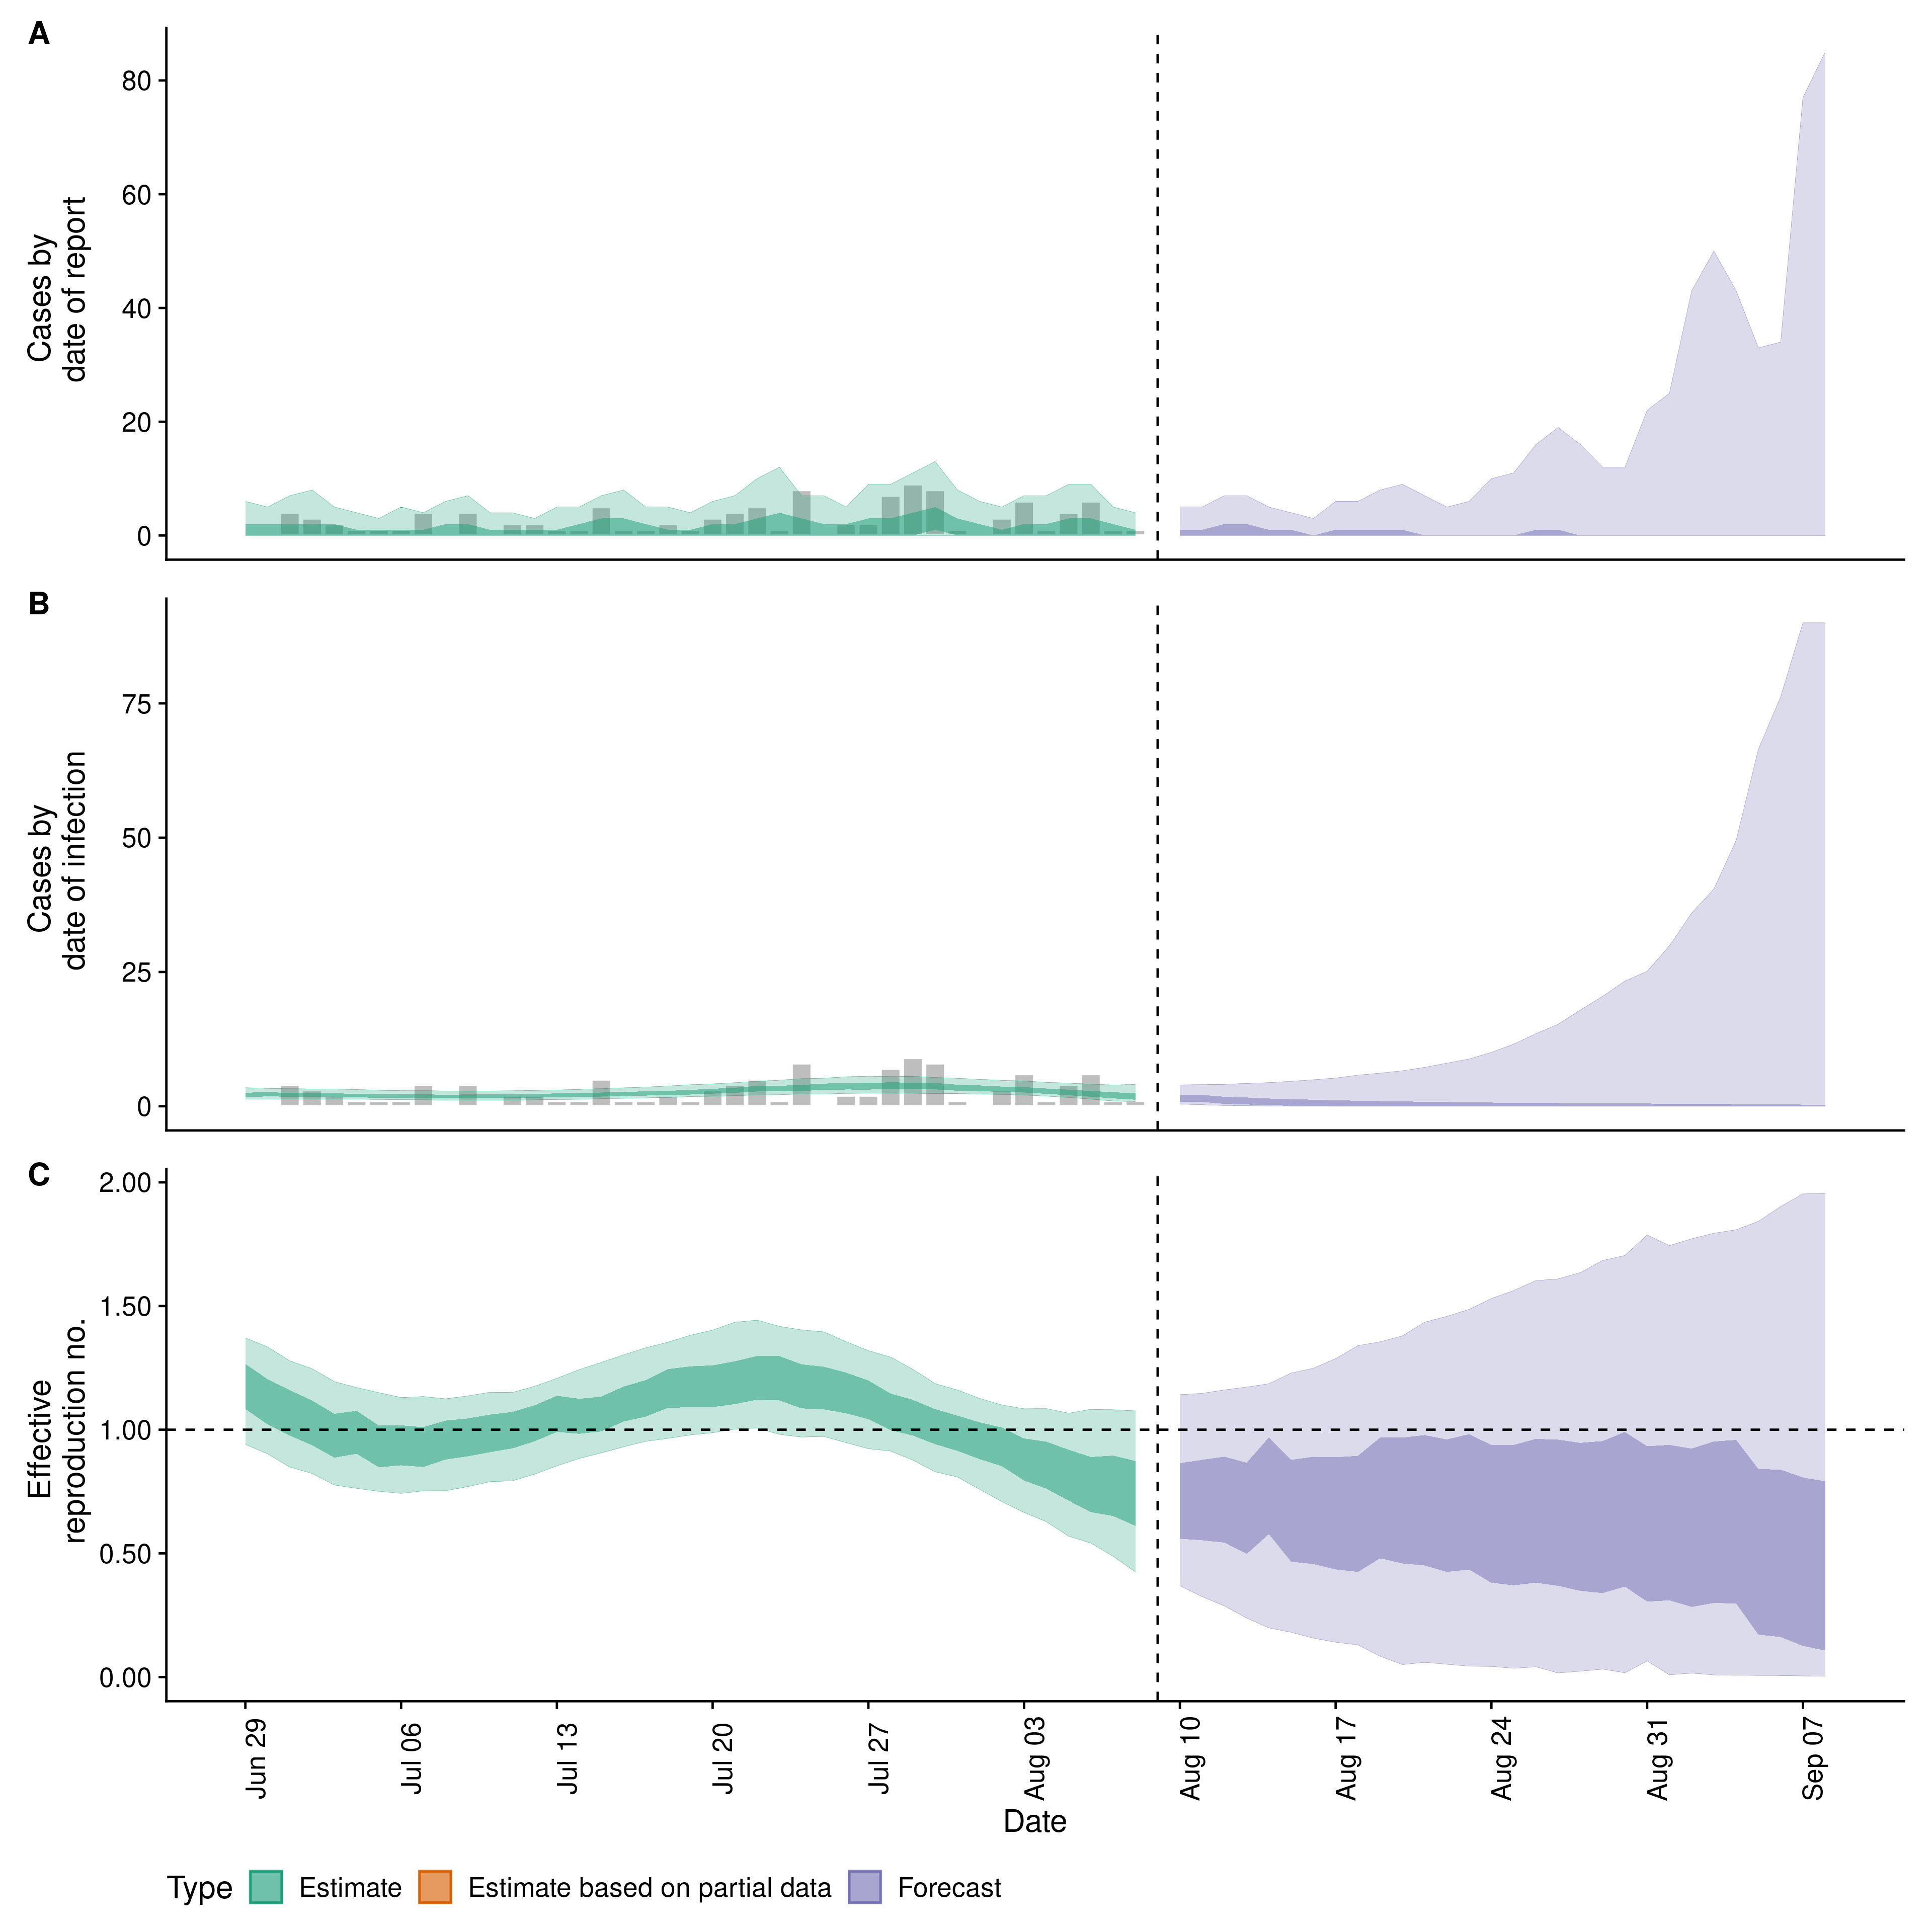 A
80
60
40
20
0
Cases by
date of report
B
75
50
25
0
Cases by
date of infection
C
2.00
1.50
1.00
0.50
0.00
Effective
reproduction no.
Jun 29
Jul 06
Jul 13
Jul 20
Jul 27
Aug 03
Aug 10
Aug 17
Aug 24
Aug 31
Sep 07
Date
Type Estimate Estimate based on partial data Forecast